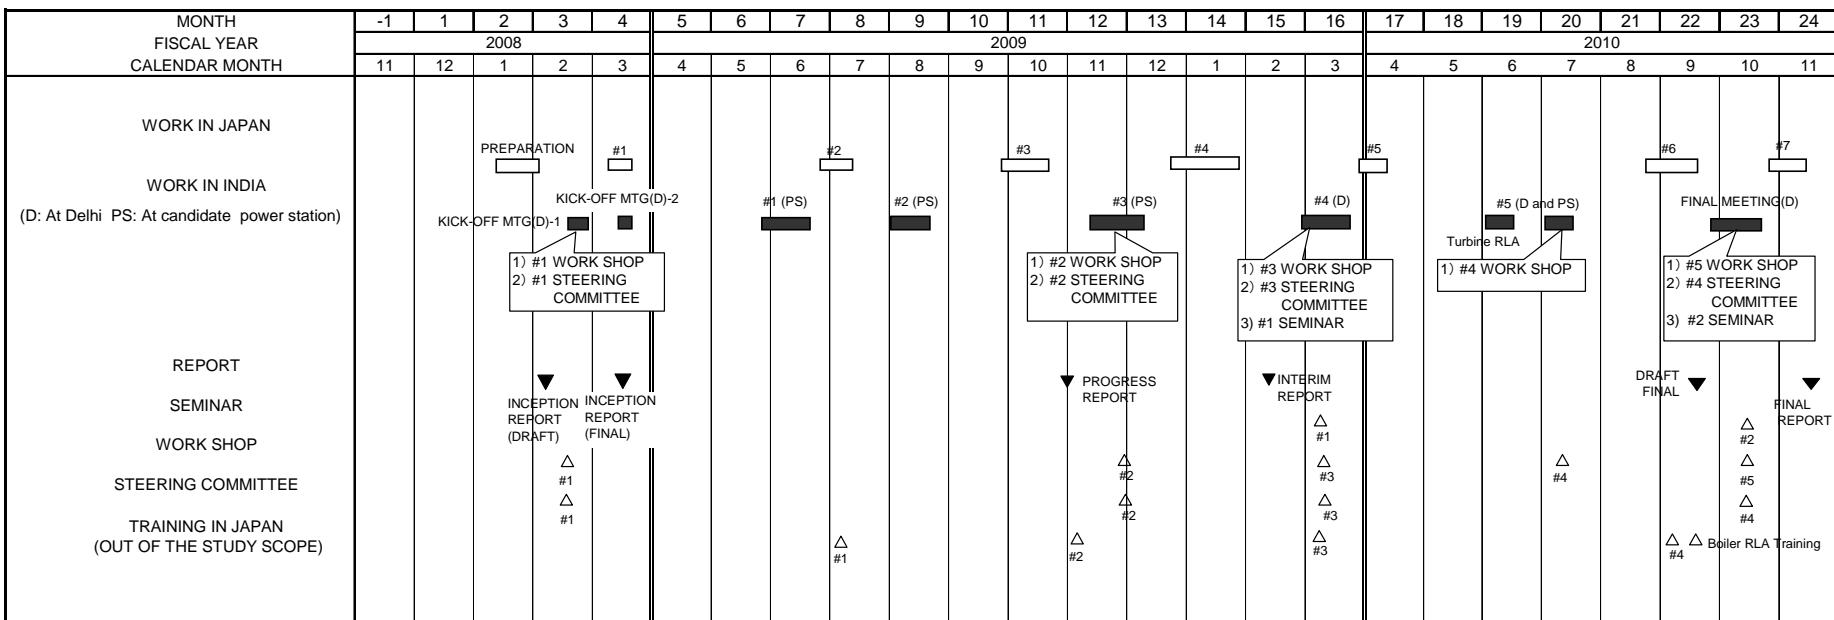 MONTH -1 1 2 3 4 5 6 7 8 9 10 11 12 13 14 15 16 17 18 19 20 21 22 23 24
FISCAL YEAR 2008 2009 2010
CALENDAR MONTH 11 12 1 2 3 4 5 6 7 8 9 10 11 12 1 2 3 4 5 6 7 8 9 10 11
WORK IN JAPAN
PREPARATION #1 #2 #3 #4 #5 #6 #7
WORK IN INDIA
(D: At Delhi PS: At candidate power station)
KICK-OFF MTG(D)-1 KICK-OFF MTG(D)-2 #1 (PS) #2 (PS) #3 (PS) #4 (D) #5 (D and PS) FINAL MEETING(D)
Turbine RLA
1) #1 WORK SHOP
2) #1 STEERING
COMMITTEE
1) #2 WORK SHOP
2) #2 STEERING
COMMITTEE
1) #3 WORK SHOP
2) #3 STEERING
COMMITTEE
3) #1 SEMINAR
1) #4 WORK SHOP
1) #5 WORK SHOP
2) #4 STEERING
COMMITTEE
3) #2 SEMINAR
REPORT
INCEPTION
REPORT
(DRAFT)
INCEPTION
REPORT
(FINAL)
PROGRESS
REPORT
INTERIM
REPORT
DRAFT
FINAL
FINAL
REPORT
SEMINAR
#1 #2
WORK SHOP
#1 #2 #3 #4 #5
STEERING COMMITTEE
#1 #2 #3 #4
TRAINING IN JAPAN
(OUT OF THE STUDY SCOPE)
#1 #2 #3 #4 Boiler RLA Training